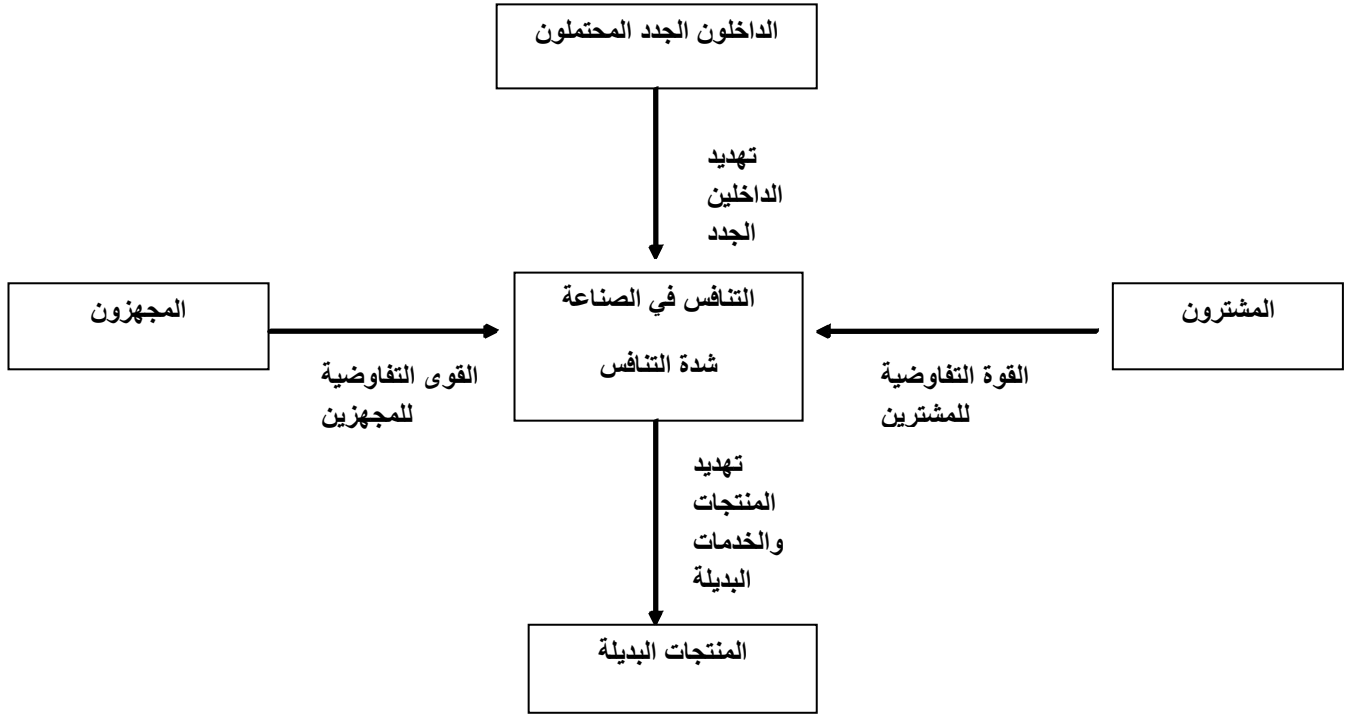 الداخلون الجدد المحتملون
تهديد
الداخلين
الجدد
المشترون
القوة التفاوضية
للمشترين
التنافس في الصناعة
شدة التنافس
المجهزون
القوى التفاوضية
للمجهزين
تهديد
المنتجات
والخدمات
البديلة
المنتجات البديلة